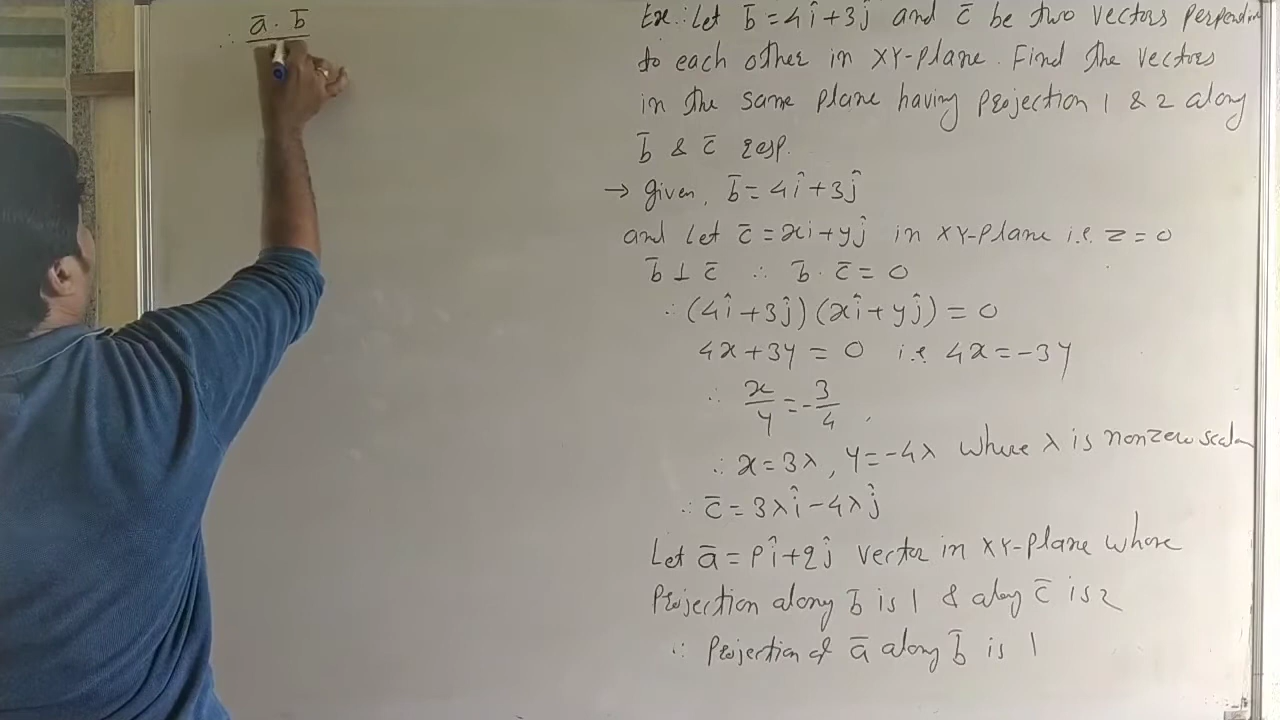 Ex.: Let b̄ = 4î + 3ĵ and c̄ be two vectors perpendi
to each other in XY-plane. Find the vectors
in the same plane having projection 1 & 2 along
b̄ & c̄ resp.
→ given, b̄ = 4î + 3ĵ
and Let c̄ = xi + yĵ in XY-plane i.e. z = 0
b̄ ⊥ c̄ ∴ b̄ · c̄ = 0
∴ (4î + 3ĵ) (xî + yĵ) = 0
4x + 3y = 0 i.e. 4x = -3y
∴ x/y = -3/4,
∴ x = 3λ, y = -4λ where λ is nonzero scalar
∴ c̄ = 3λî - 4λĵ
Let ā = pî + qĵ vector in XY-plane whose
projection along b̄ is 1 & along c̄ is 2
∴ projection of ā along b̄ is 1
∴ ā · b̄